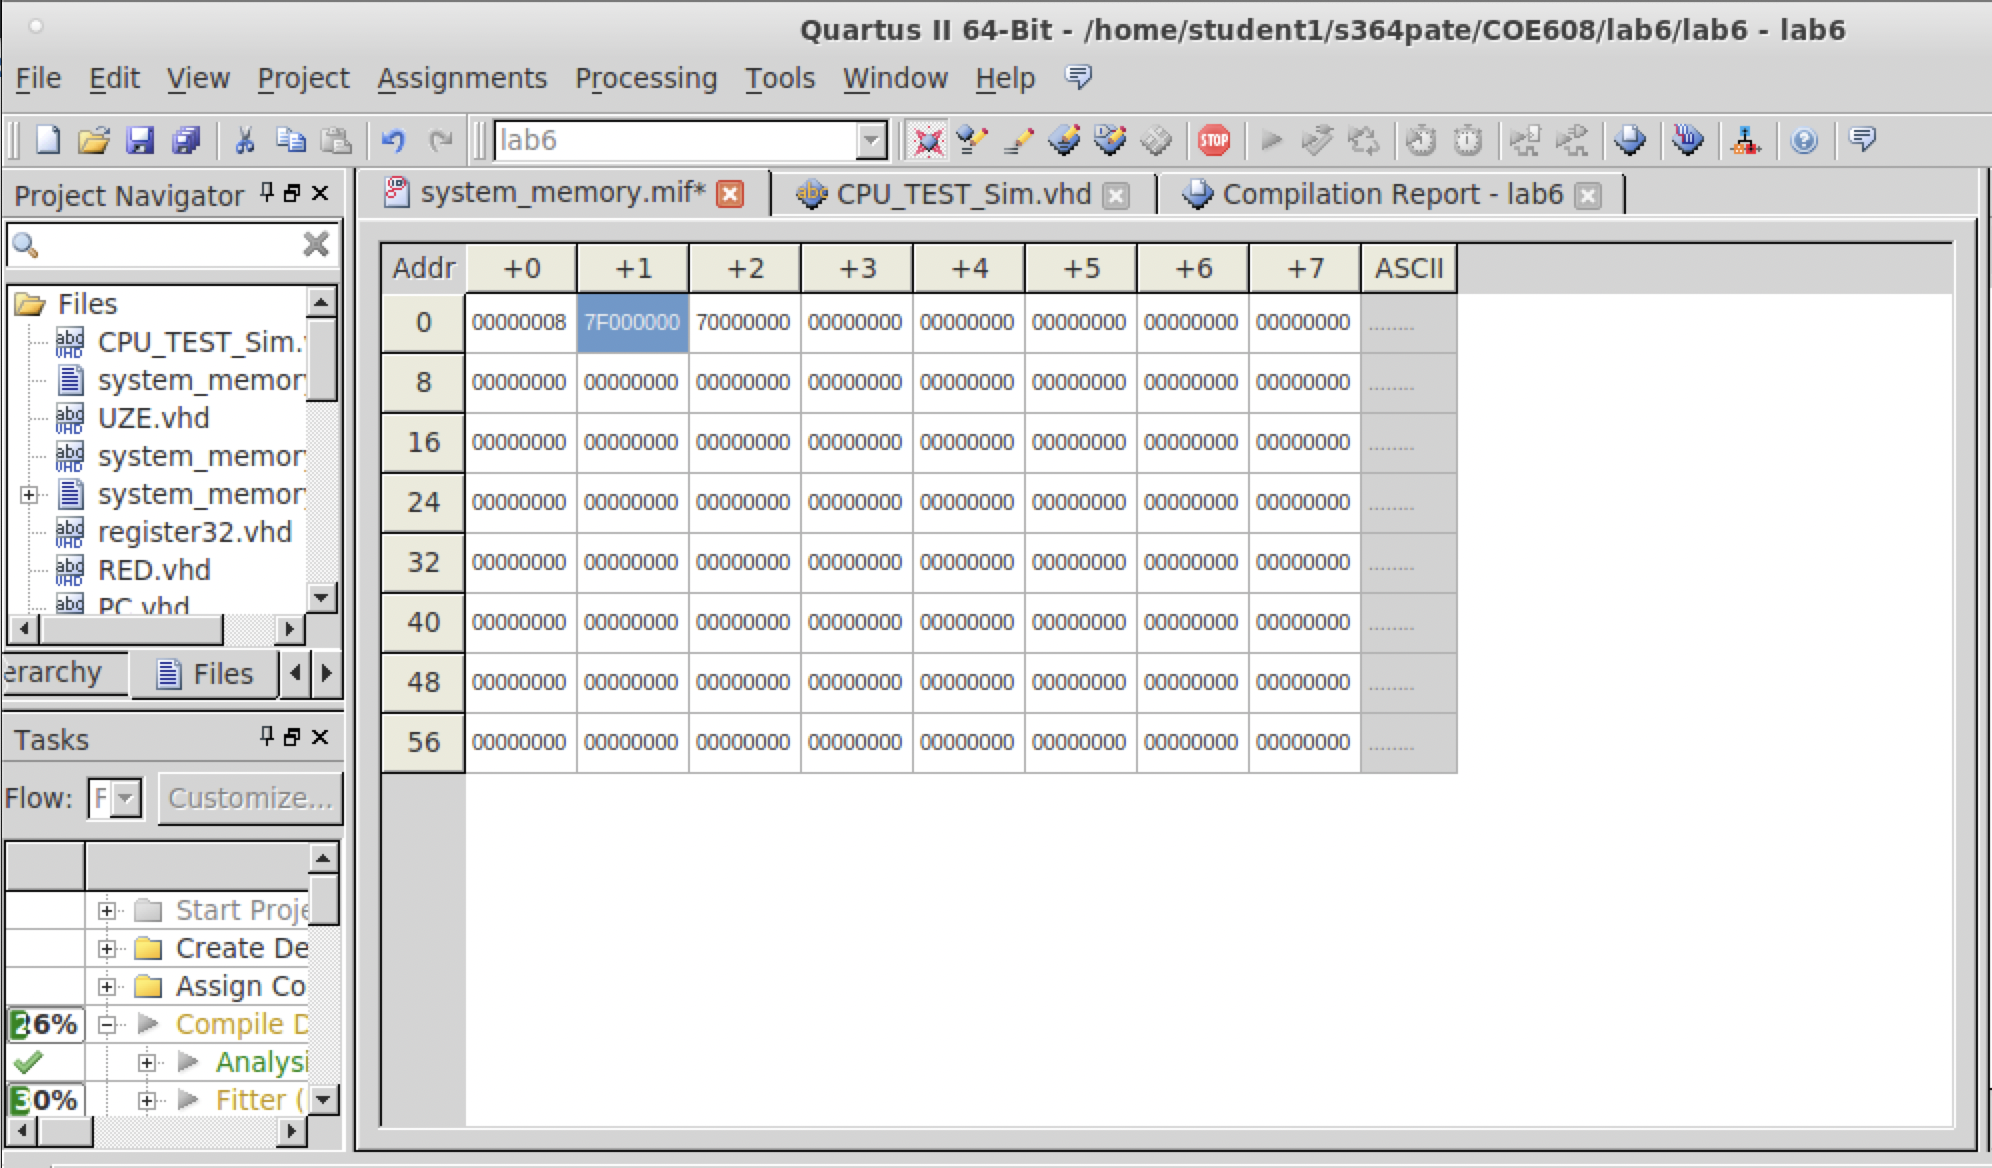 Quartus II 64-Bit - /home/student1/s364pate/COE608/lab6/lab6 - lab6
File Edit View Project Assignments Processing Tools Window Help
lab6
STOP
Project Navigator
system_memory.mif*
CPU_TEST_Sim.vhd
Compilation Report - lab6
Files
CPU_TEST_Sim.
system_memor
UZE.vhd
system_memor
system_memor
register32.vhd
RED.vhd
PC.vhd
erarchy
Files
Tasks
Flow: F Customize...
Start Proje
Create De
Assign Co
26% Compile D
Analysi
30% Fitter (
Addr +0 +1 +2 +3 +4 +5 +6 +7 ASCII
0 00000008 7F000000 70000000 00000000 00000000 00000000 00000000 00000000 ........
8 00000000 00000000 00000000 00000000 00000000 00000000 00000000 00000000 ........
16 00000000 00000000 00000000 00000000 00000000 00000000 00000000 00000000 ........
24 00000000 00000000 00000000 00000000 00000000 00000000 00000000 00000000 ........
32 00000000 00000000 00000000 00000000 00000000 00000000 00000000 00000000 ........
40 00000000 00000000 00000000 00000000 00000000 00000000 00000000 00000000 ........
48 00000000 00000000 00000000 00000000 00000000 00000000 00000000 00000000 ........
56 00000000 00000000 00000000 00000000 00000000 00000000 00000000 00000000 ........